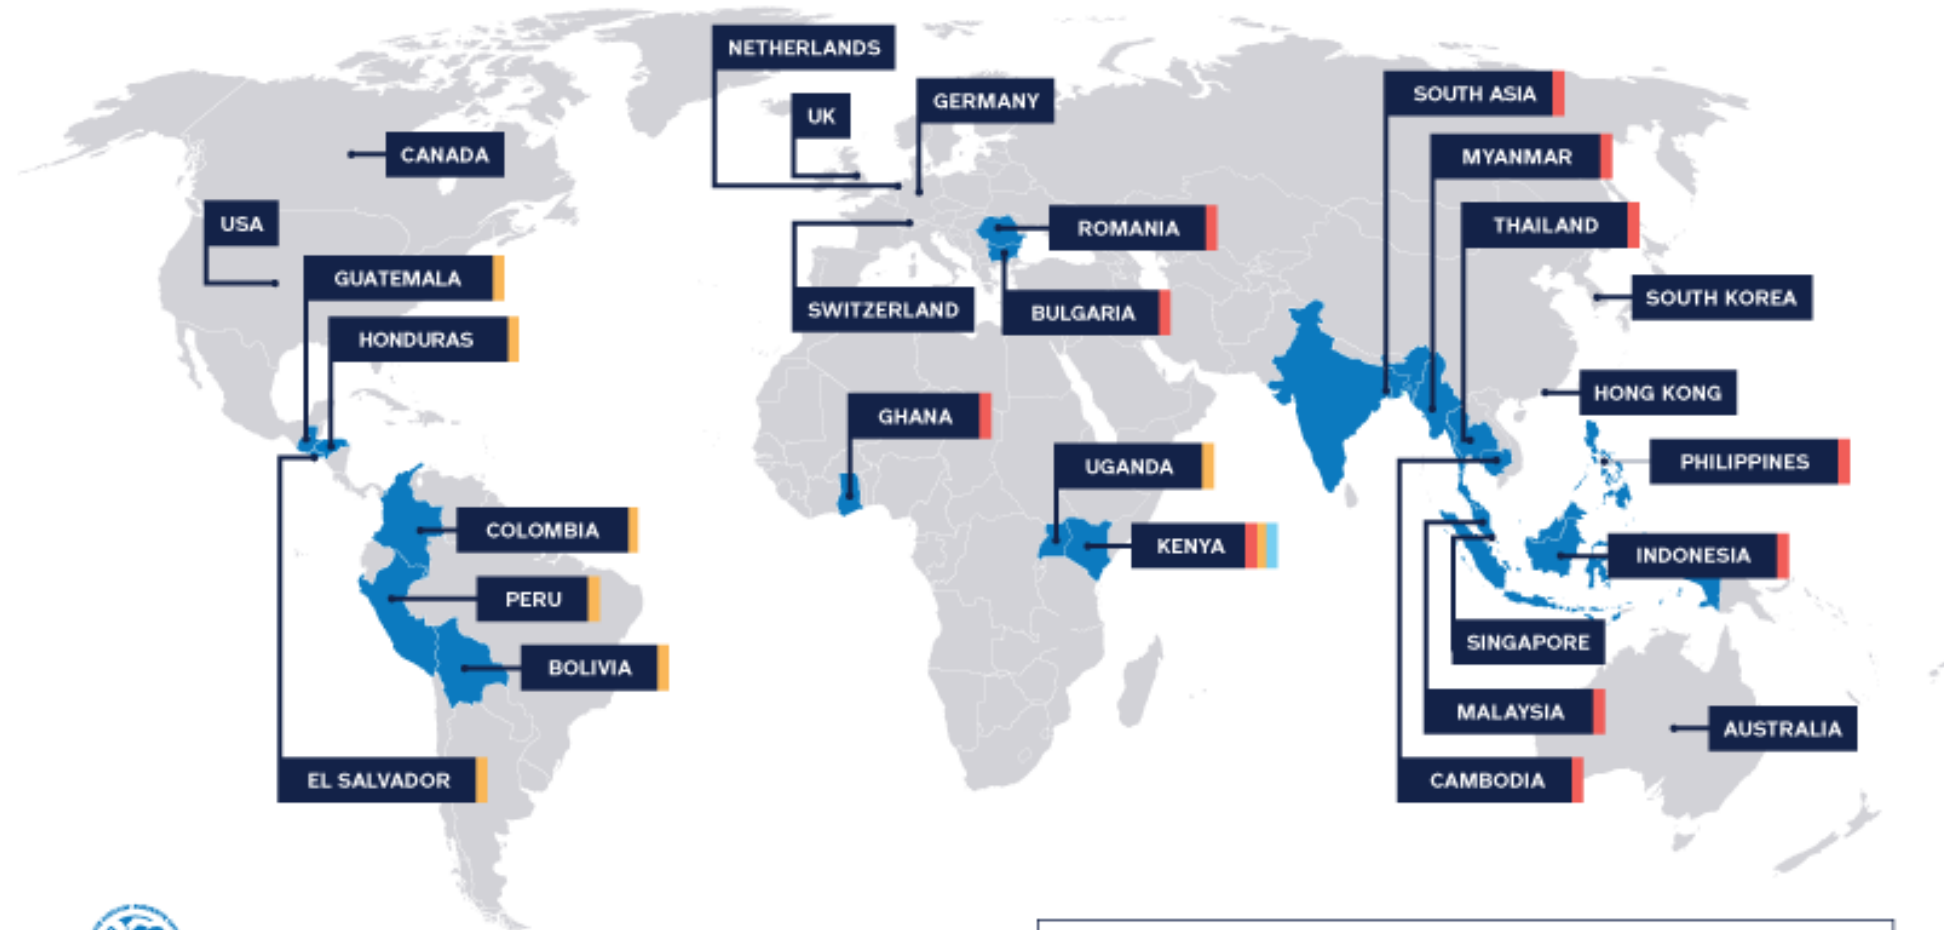 NETHERLANDS
UK
GERMANY
SOUTH ASIA
CANADA
MYANMAR
USA
ROMANIA
THAILAND
GUATEMALA
SWITZERLAND
BULGARIA
SOUTH KOREA
HONDURAS
HONG KONG
GHANA
UGANDA
PHILIPPINES
COLOMBIA
KENYA
INDONESIA
PERU
SINGAPORE
BOLIVIA
MALAYSIA
AUSTRALIA
EL SALVADOR
CAMBODIA